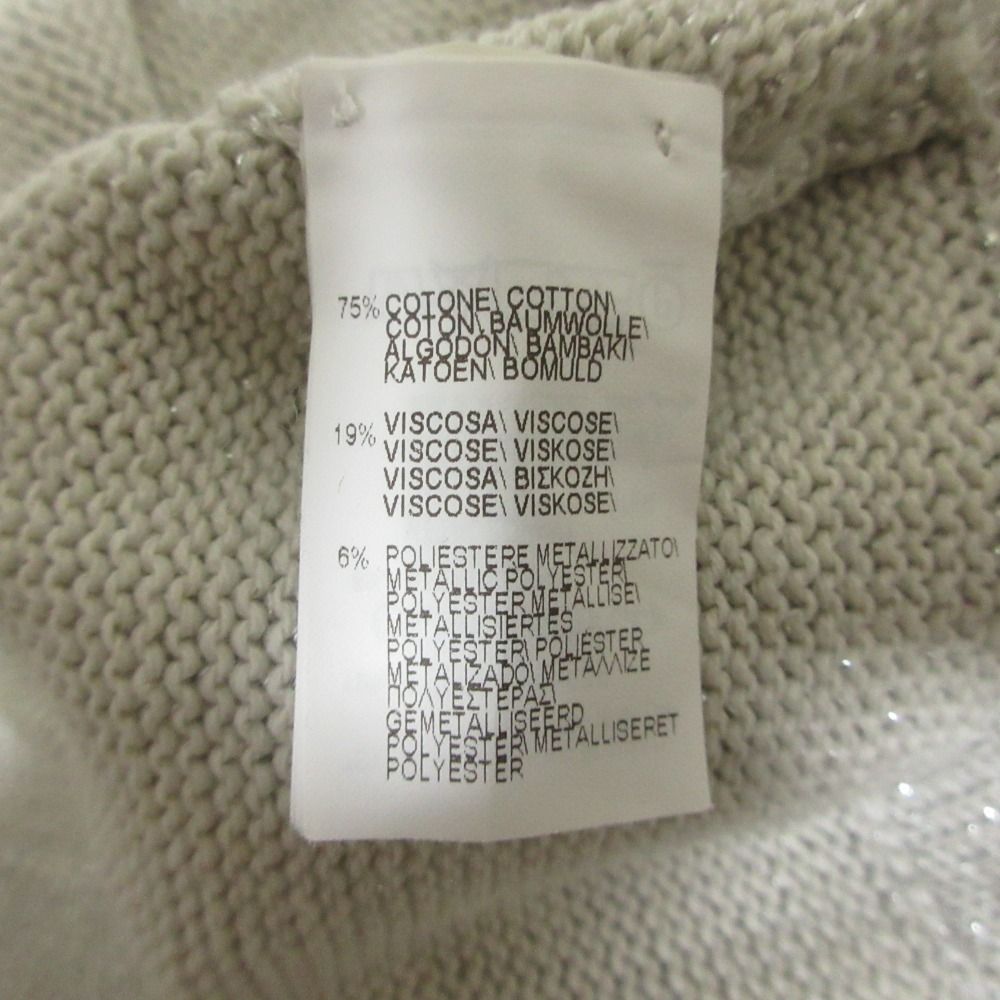 75% COTONE\ COTTON\
COTON\ BAUMWOLLE\
ALGODON\ BAMBAKI\
KATOEN\ BOMULD
19% VISCOSA\ VISCOSE\
VISCOSE\ VISKOSE\
VISCOSA\ ΒΙΣΚΟΖΗ\
VISCOSE\ VISKOSE\
6% POLIESTERE METALLIZZATO\
METALLIC POLYESTER\
POLYESTER METALLISE\
METALLISIERTES
POLYESTER\ POLIESTER
METALIZADO\ ΜΕΤΑΛΛΙΖΕ
ΠΟΛΥΕΣΤΕΡΑΣ\
GEMETALLISEERD
POLYESTER\ METALLISERET
POLYESTER